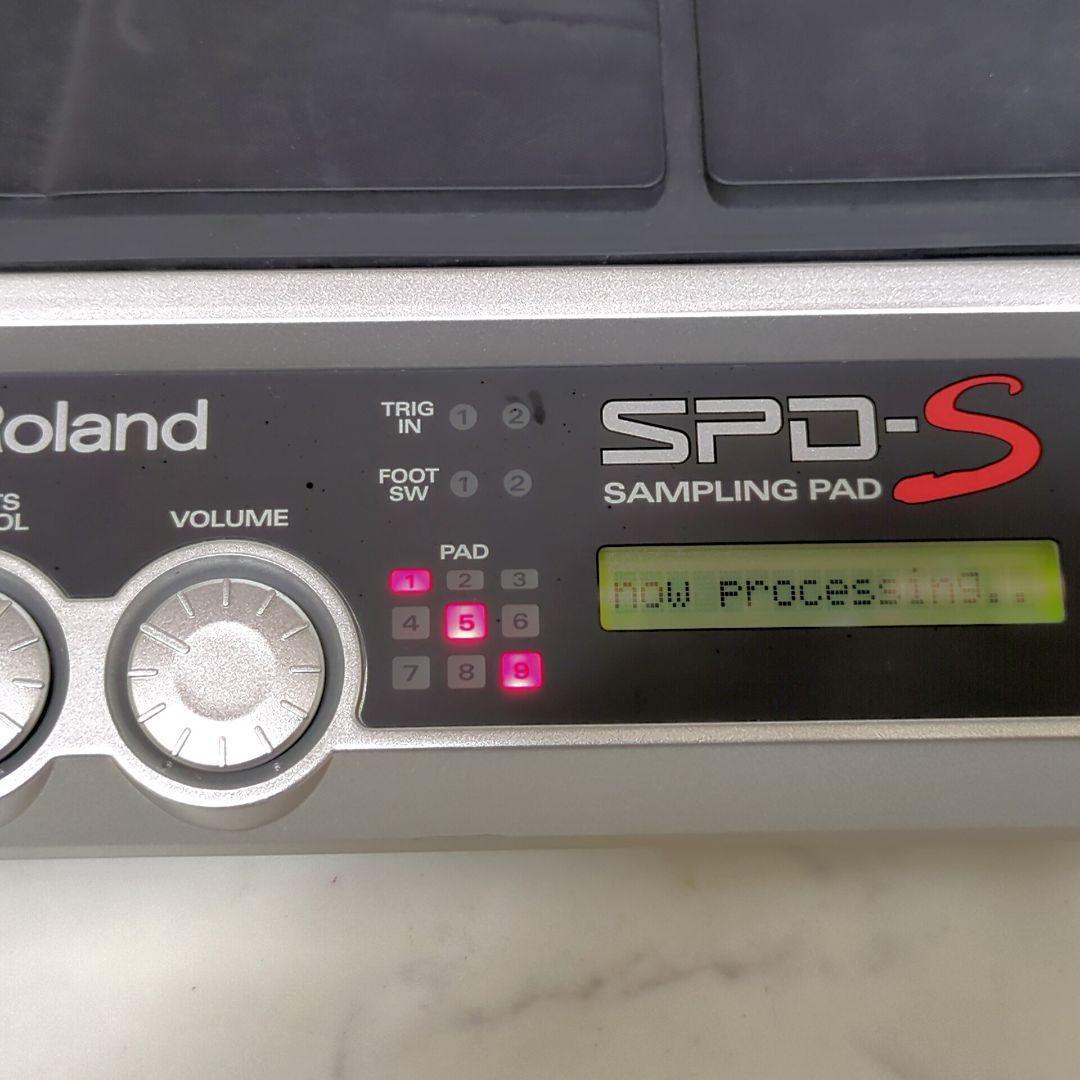 Roland
TRIG IN 1 2
FOOT SW 1 2
VOLUME
PAD
1 2 3
4 5 6
7 8 9
SPD-S
SAMPLING PAD
now processing..